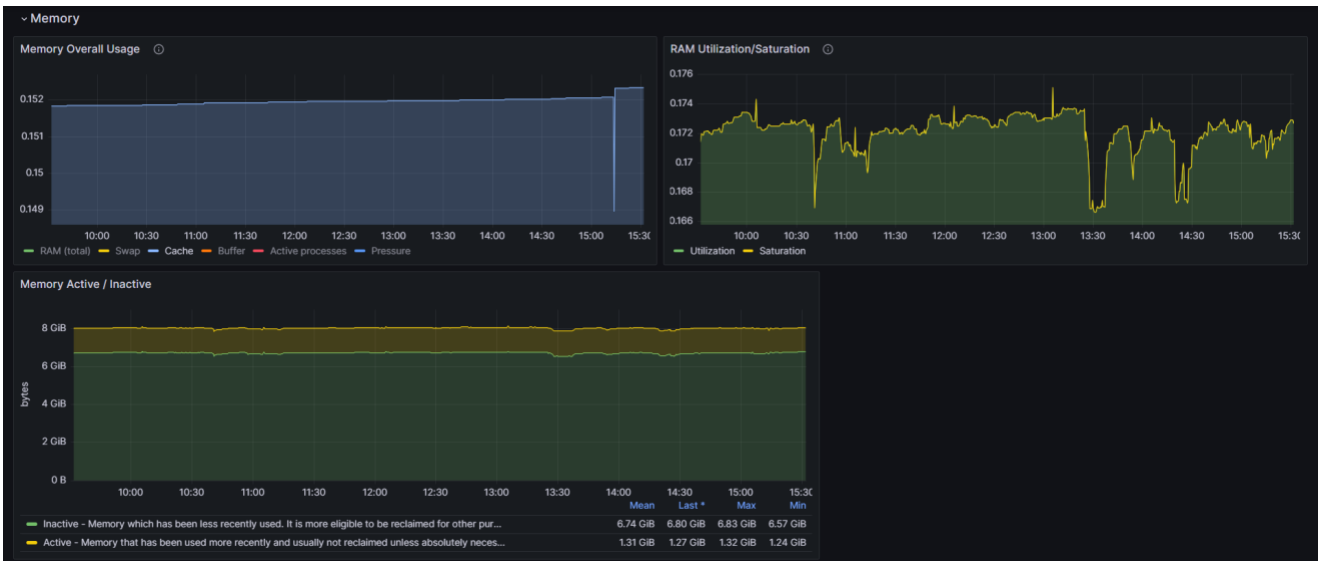 Memory
Memory Overall Usage
0.152
0.151
0.15
0.149
10:00 10:30 11:00 11:30 12:00 12:30 13:00 13:30 14:00 14:30 15:00 15:30
RAM (total) Swap Cache Buffer Active processes Pressure
RAM Utilization/Saturation
0.176
0.174
0.172
0.17
0.168
0.166
10:00 10:30 11:00 11:30 12:00 12:30 13:00 13:30 14:00 14:30 15:00 15:30
Utilization Saturation
Memory Active / Inactive
bytes
8 GiB
6 GiB
4 GiB
2 GiB
0 B
10:00 10:30 11:00 11:30 12:00 12:30 13:00 13:30 14:00 14:30 15:00 15:30
Mean Last * Max Min
Inactive - Memory which has been less recently used. It is more eligible to be reclaimed for other pur... 6.74 GiB 6.80 GiB 6.83 GiB 6.57 GiB
Active - Memory that has been used more recently and usually not reclaimed unless absolutely neces... 1.31 GiB 1.27 GiB 1.32 GiB 1.24 GiB